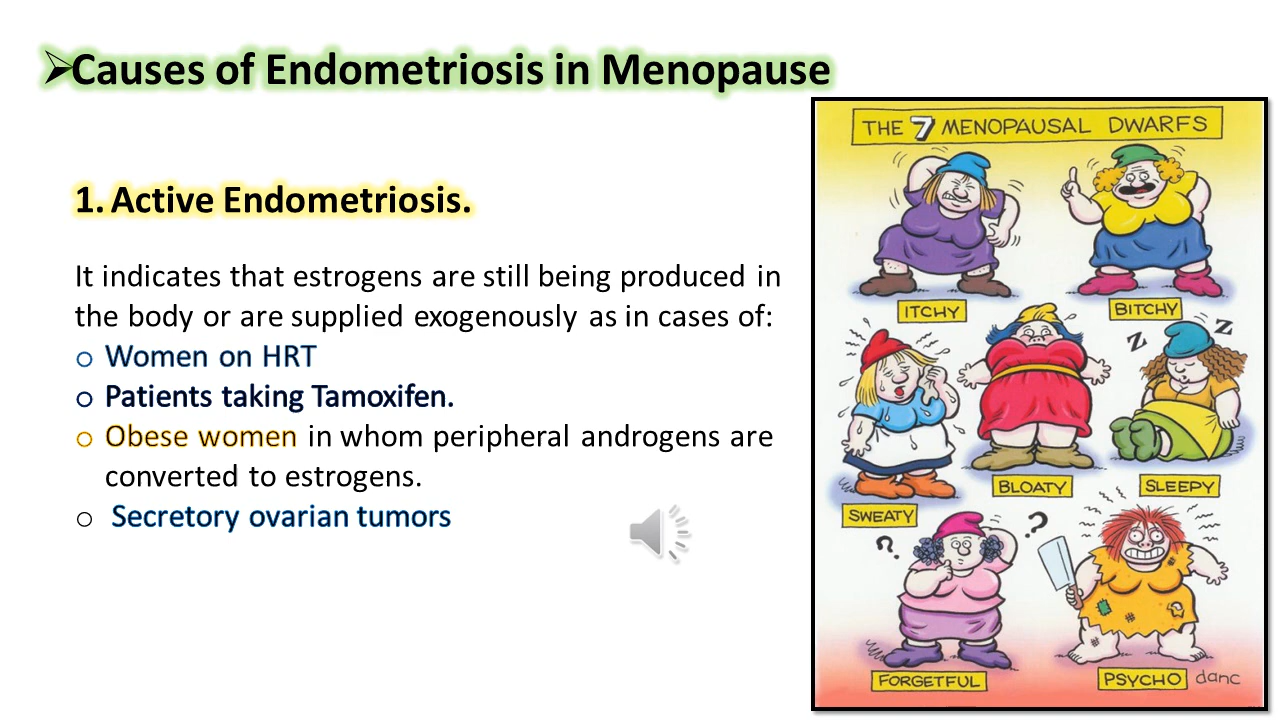 ➢Causes of Endometriosis in Menopause
1. Active Endometriosis.
It indicates that estrogens are still being produced in
the body or are supplied exogenously as in cases of:
o Women on HRT
o Patients taking Tamoxifen.
o Obese women in whom peripheral androgens are
converted to estrogens.
o Secretory ovarian tumors
THE 7 MENOPAUSAL DWARFS
ITCHY
BITCHY
Z
Z
SWEATY
BLOATY
SLEEPY
?
?
FORGETFUL
PSYCHO
danc